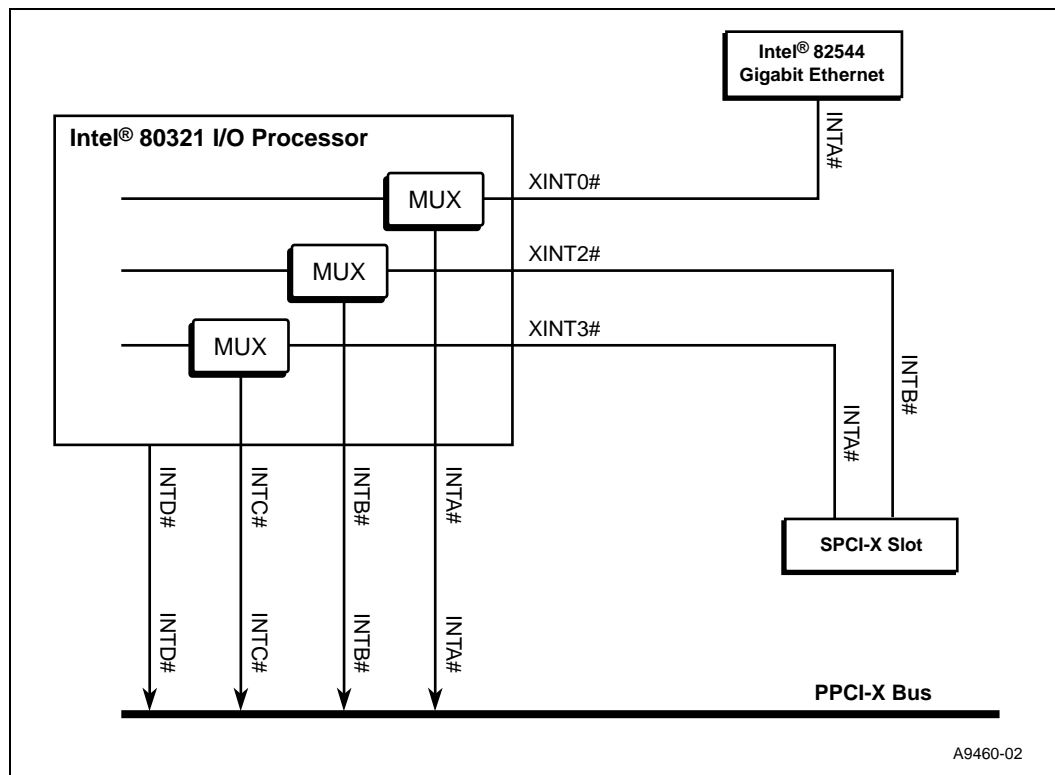 Intel® 82544
Gigabit Ethernet
Intel® 80321 I/O Processor
INTA#
XINT0#
MUX
XINT2#
MUX
XINT3#
MUX
INTA#
INTB#
INTD#
INTC#
INTB#
INTA#
SPCI-X Slot
INTD#
INTC#
INTB#
INTA#
PPCI-X Bus
A9460-02